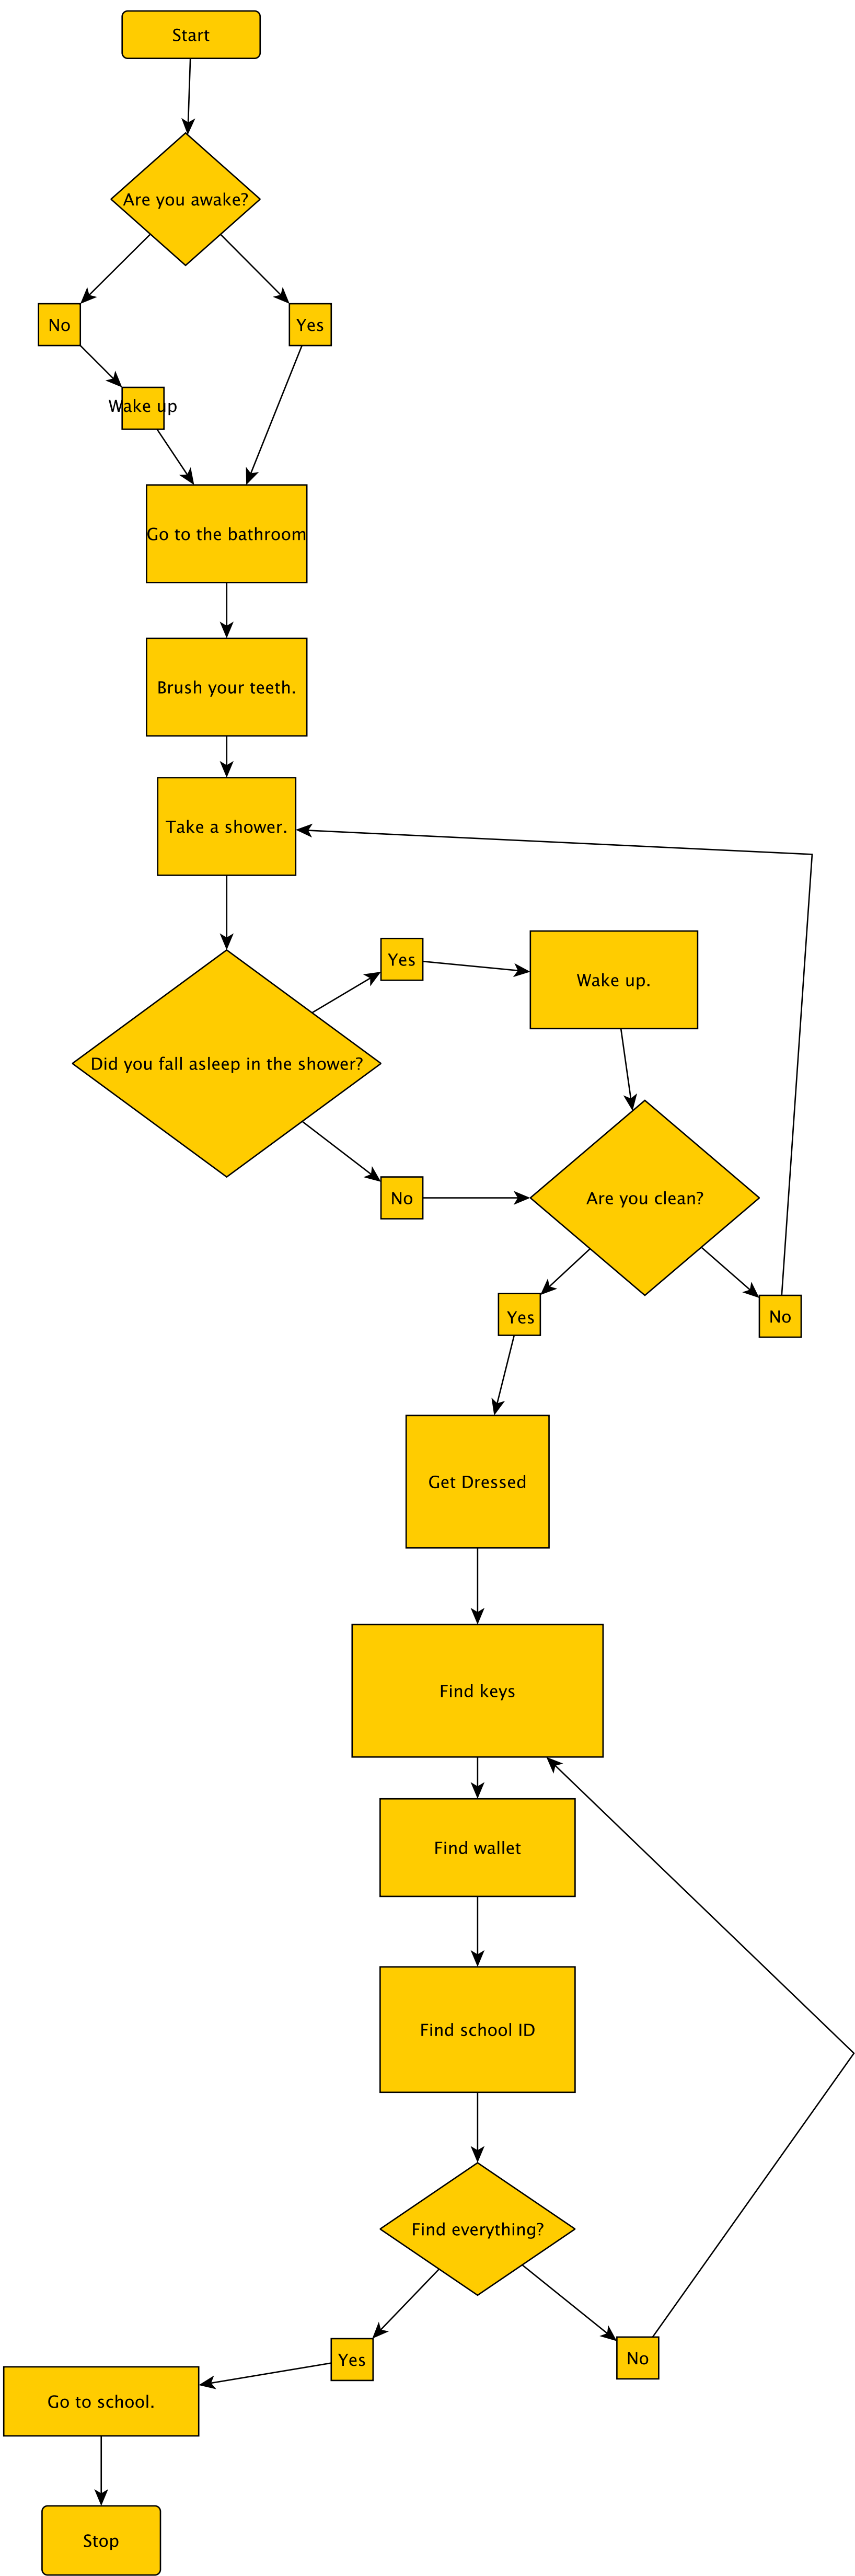 Start
Are you awake?
No
Yes
Wake up
Go to the bathroom
Brush your teeth.
Take a shower.
Yes
Wake up.
Did you fall asleep in the shower?
No
Are you clean?
Yes
No
Get Dressed
Find keys
Find wallet
Find school ID
Find everything?
Yes
No
Go to school.
Stop